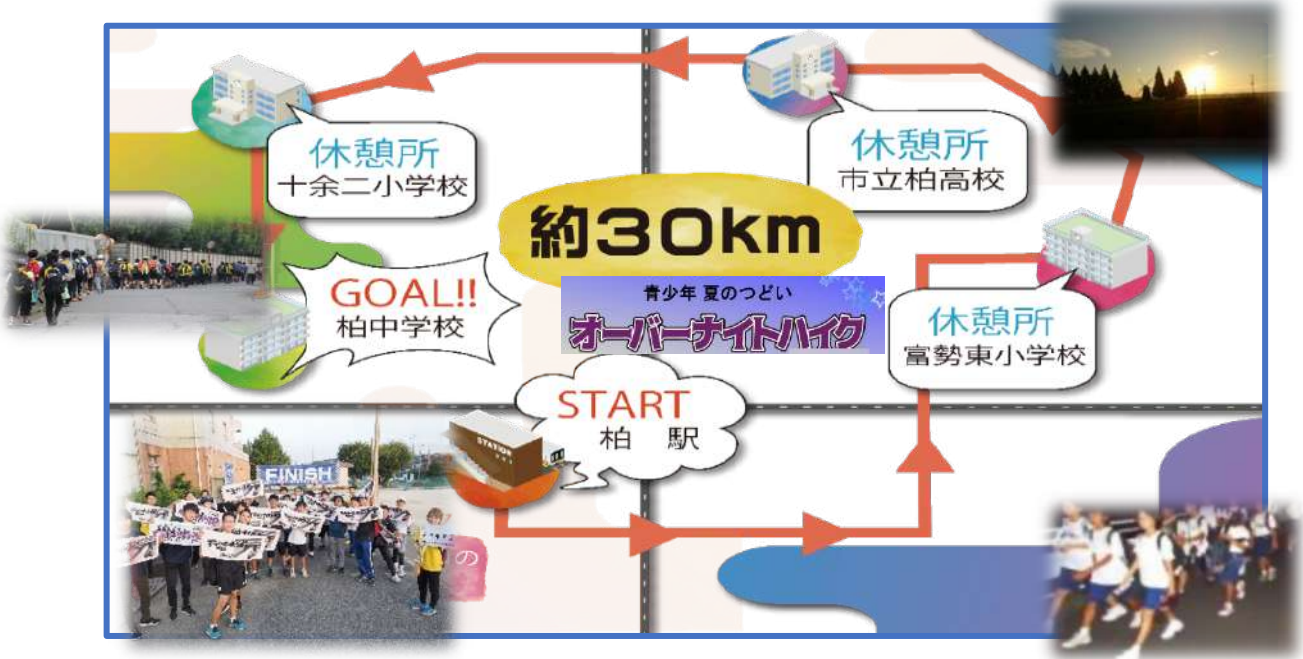 休憩所
十余二小学校
休憩所
市立柏高校
約30km
青少年 夏のつどい
オーバーナイトハイク
GOAL!!
柏中学校
休憩所
富勢東小学校
START
柏 駅
STATION
FINISH
の